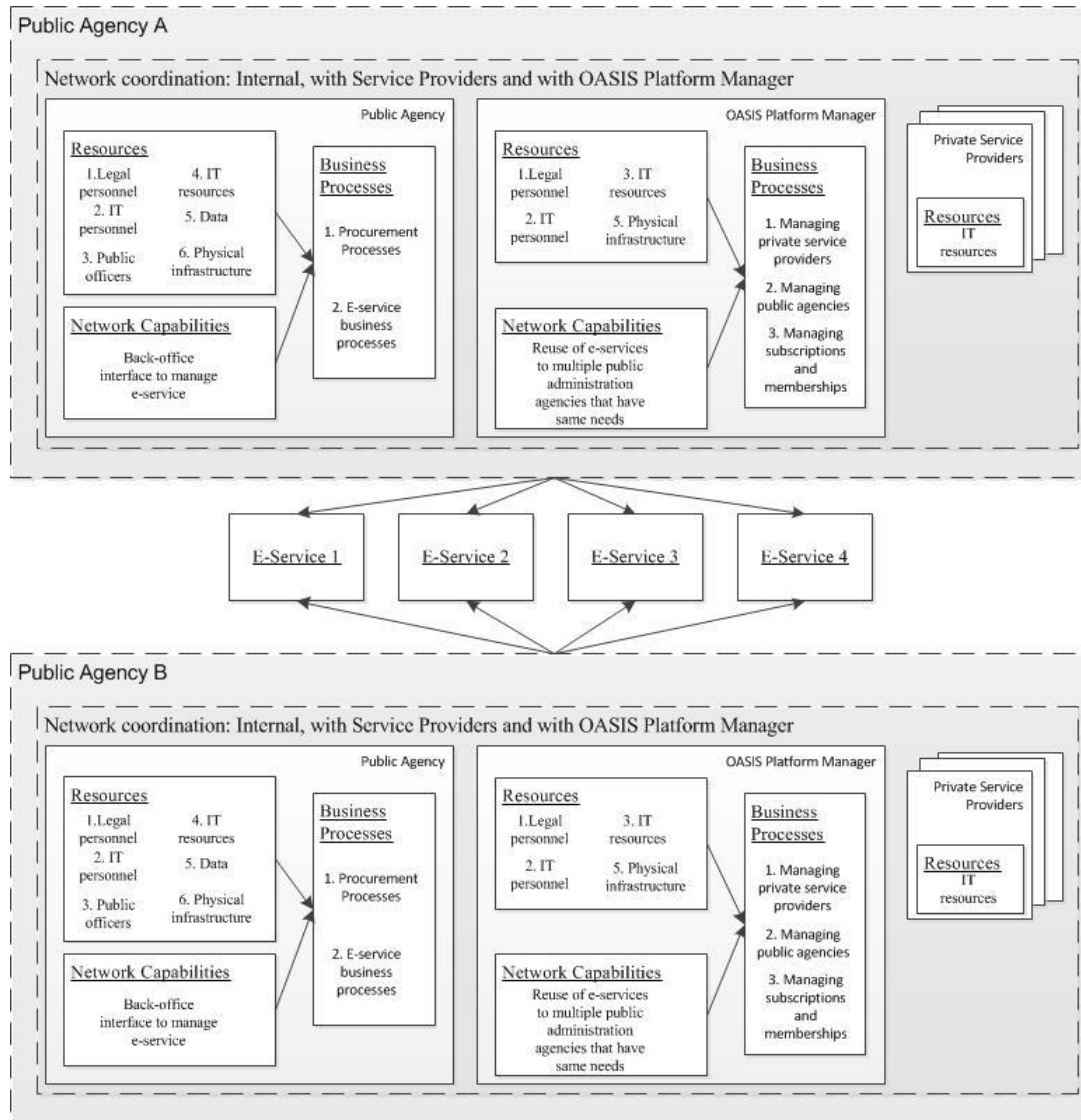 Public Agency A
Network coordination: Internal, with Service Providers and with OASIS Platform Manager
Public Agency
Resources
1.Legal
personnel
2. IT
personnel
3. Public
officers
4. IT
resources
5. Data
6. Physical
infrastructure
Network Capabilities
Back-office
interface to manage
e-service
Business
Processes
1. Procurement
Processes
2. E-service
business
processes
OASIS Platform Manager
Resources
1.Legal
personnel
2. IT
personnel
3. IT
resources
5. Physical
infrastructure
Network Capabilities
Reuse of e-services
to multiple public
administration
agencies that have
same needs
Business
Processes
1. Managing
private service
providers
2. Managing
public agencies
3. Managing
subscriptions
and
memberships
Private Service
Providers
Resources
IT
resources
E-Service 1
E-Service 2
E-Service 3
E-Service 4
Public Agency B
Network coordination: Internal, with Service Providers and with OASIS Platform Manager
Public Agency
Resources
1.Legal
personnel
2. IT
personnel
3. Public
officers
4. IT
resources
5. Data
6. Physical
infrastructure
Network Capabilities
Back-office
interface to manage
e-service
Business
Processes
1. Procurement
Processes
2. E-service
business
processes
OASIS Platform Manager
Resources
1.Legal
personnel
2. IT
personnel
3. IT
resources
5. Physical
infrastructure
Network Capabilities
Reuse of e-services
to multiple public
administration
agencies that have
same needs
Business
Processes
1. Managing
private service
providers
2. Managing
public agencies
3. Managing
subscriptions
and
memberships
Private Service
Providers
Resources
IT
resources